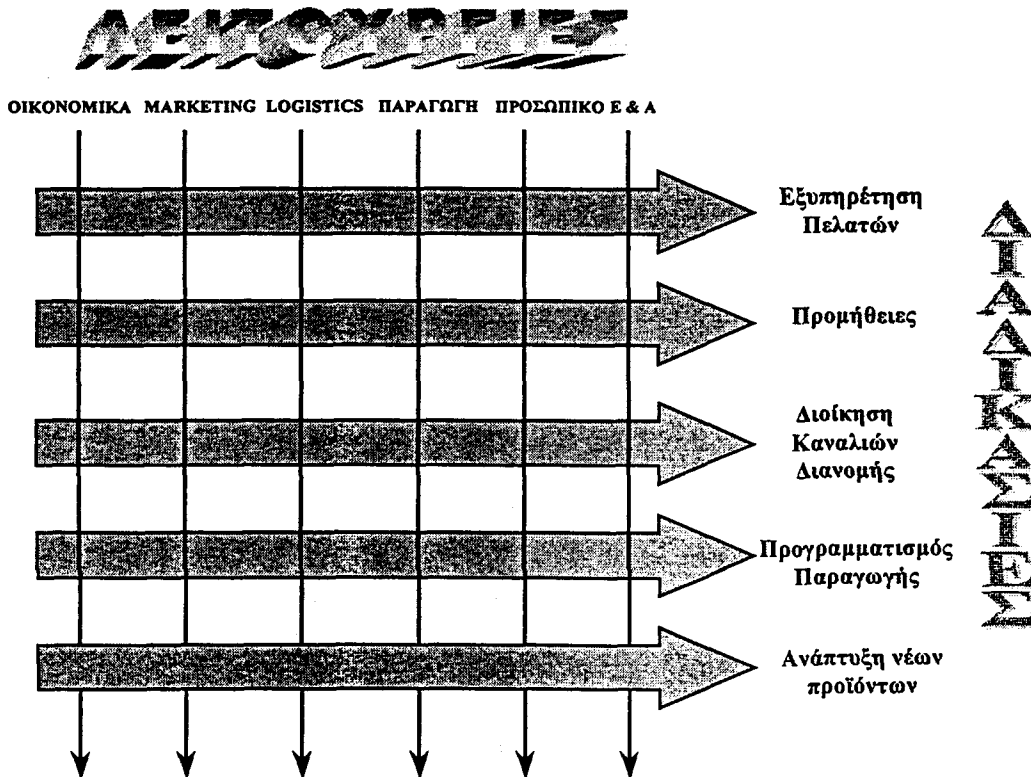 ΛΕΙΤΟΥΡΓΙΕΣ
ΟΙΚΟΝΟΜΙΚΑ MARKETING LOGISTICS ΠΑΡΑΓΩΓΗ ΠΡΟΣΩΠΙΚΟ Ε & Α
Εξυπηρέτηση
Πελατών
Προμήθειες
Διοίκηση
Καναλιών
Διανομής
Προγραμματισμός
Παραγωγής
Ανάπτυξη νέων
προϊόντων
ΔΙΑΔΙΚΑΣΙΕΣ